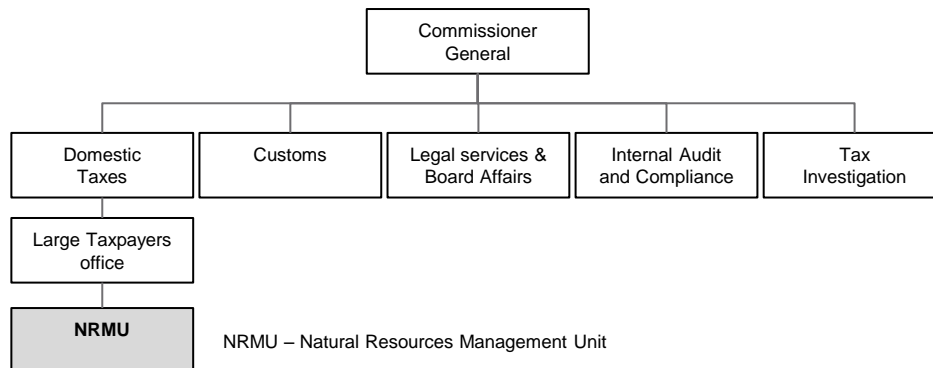 Commissioner
General
Domestic
Taxes
Customs
Legal services &
Board Affairs
Internal Audit
and Compliance
Tax
Investigation
Large Taxpayers
office
NRMU
NRMU – Natural Resources Management Unit